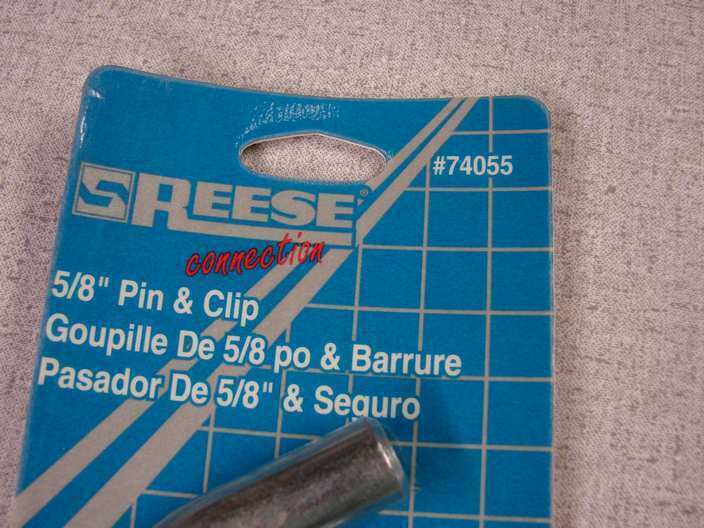 #74055
REESE®
connection
5/8" Pin & Clip
Goupille De 5/8 po & Barrure
Pasador De 5/8" & Seguro